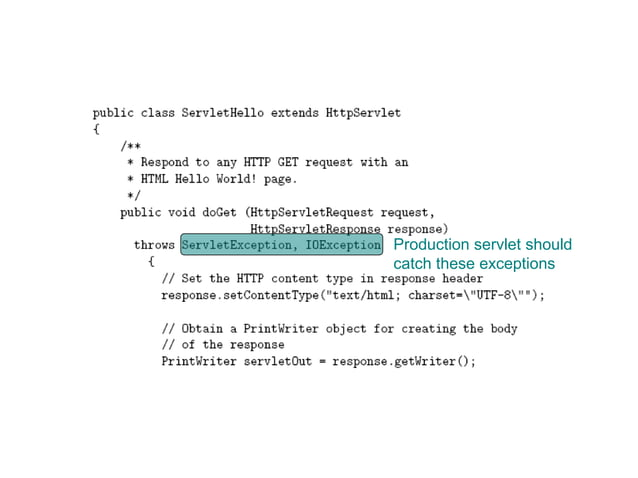 public class ServletHello extends HttpServlet
{
/**
* Respond to any HTTP GET request with an
* HTML Hello World! page.
*/
public void doGet (HttpServletRequest request,
HttpServletResponse response)
throws ServletException, IOException
Production servlet should
catch these exceptions
{
// Set the HTTP content type in response header
response.setContentType("text/html; charset=\"UTF-8\"");
// Obtain a PrintWriter object for creating the body
// of the response
PrintWriter servletOut = response.getWriter();